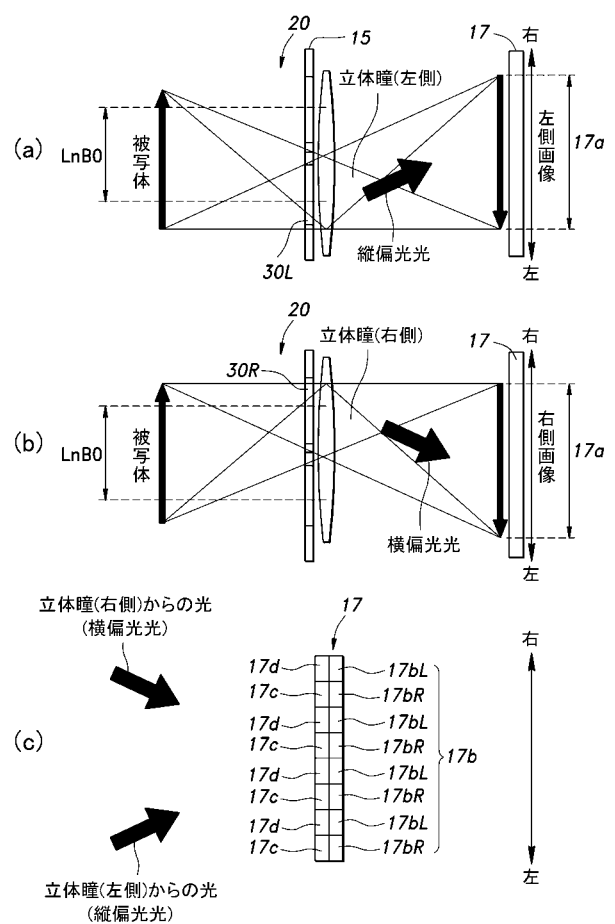 20
15
17
右
立体瞳(左側)
(a)
LnB0
被写体
左側画像
17a
30L
縦偏光光
左
20
立体瞳(右側)
17
右
30R
(b)
LnB0
被写体
右側画像
17a
横偏光光
左
立体瞳(右側)からの光
(横偏光光)
17
右
17d
17bL
17c
17bR
17d
17bL
(c)
17c
17bR
17b
17d
17bL
17c
17bR
17d
17bL
17c
17bR
左
立体瞳(左側)からの光
(縦偏光光)